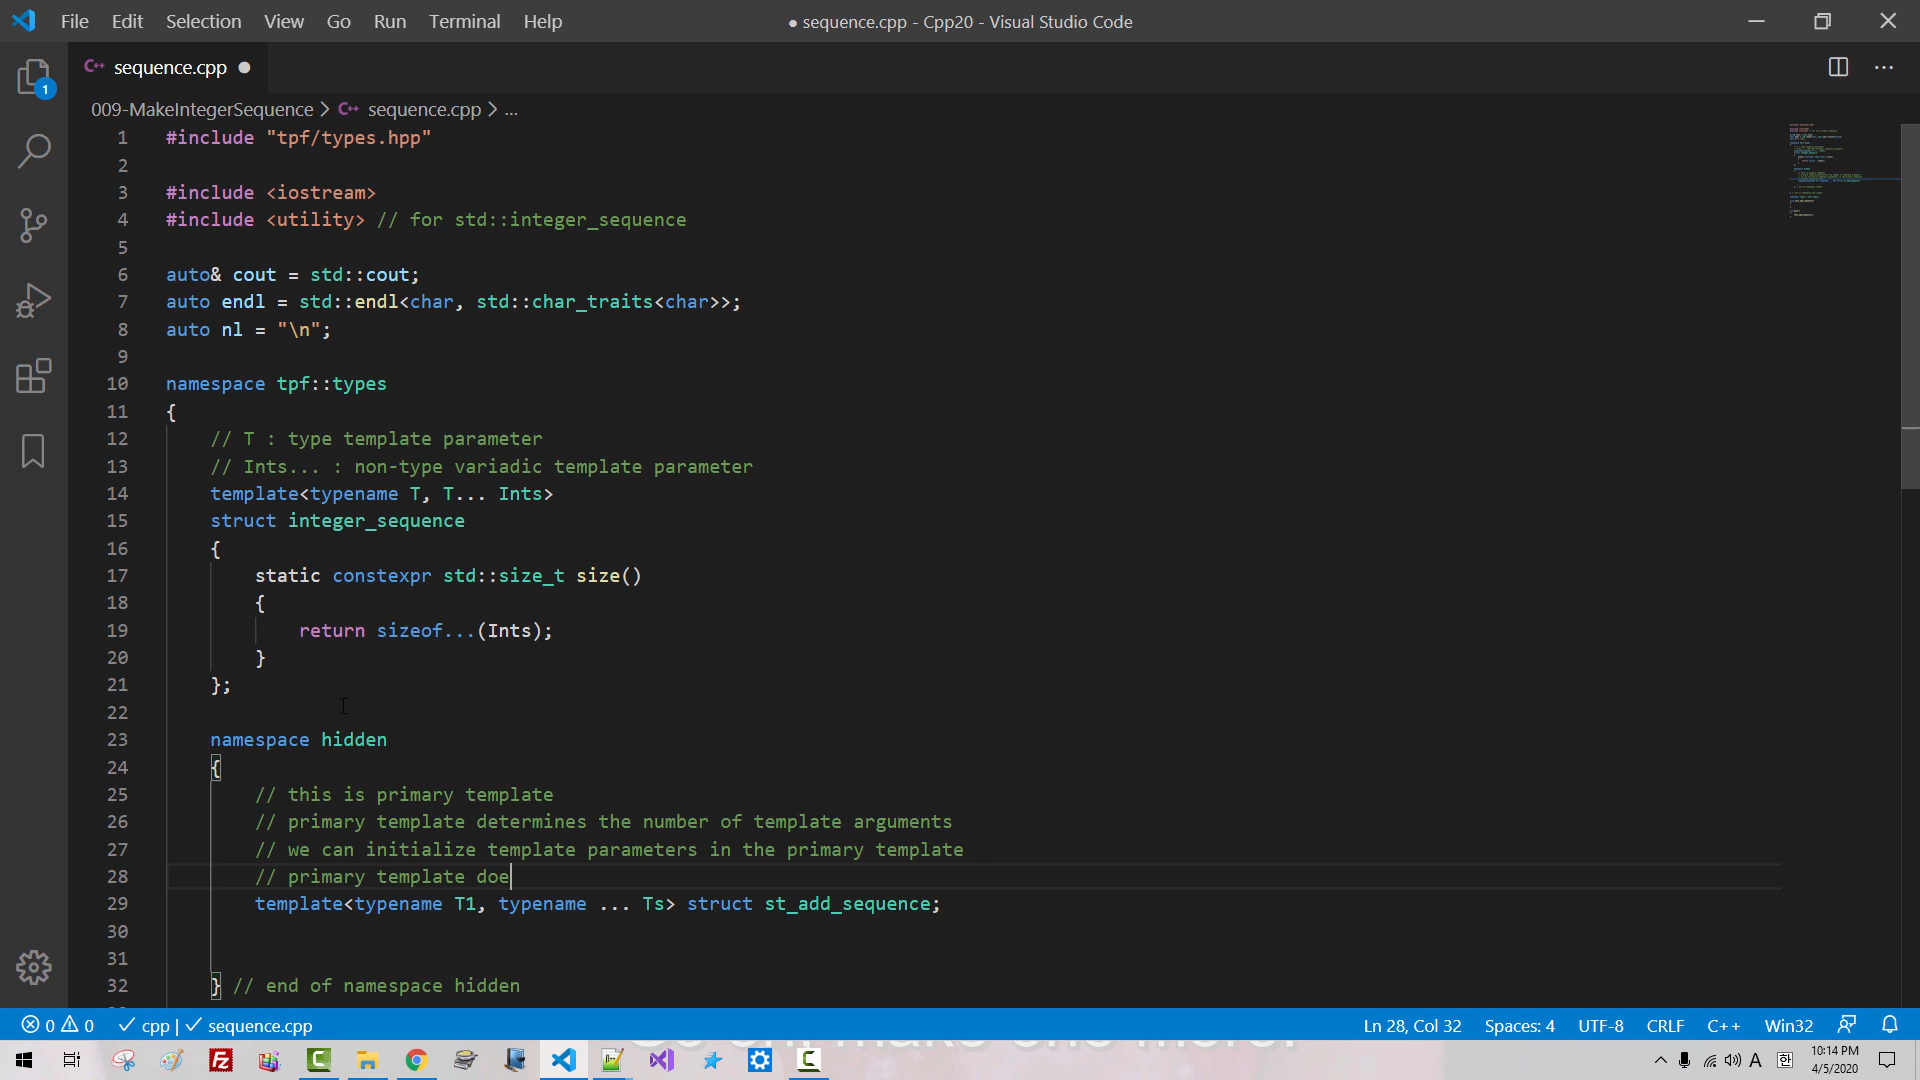 File Edit Selection View Go Run Terminal Help
● sequence.cpp - Cpp20 - Visual Studio Code
C++ sequence.cpp ●
1
009-MakeIntegerSequence > C++ sequence.cpp > ...
1 #include "tpf/types.hpp"
2
3 #include <iostream>
4 #include <utility> // for std::integer_sequence
5
6 auto& cout = std::cout;
7 auto endl = std::endl<char, std::char_traits<char>>;
8 auto nl = "\n";
9
10 namespace tpf::types
11 {
12 // T : type template parameter
13 // Ints... : non-type variadic template parameter
14 template<typename T, T... Ints>
15 struct integer_sequence
16 {
17 static constexpr std::size_t size()
18 {
19 return sizeof...(Ints);
20 }
21 };
22
23 namespace hidden
24 {
25 // this is primary template
26 // primary template determines the number of template arguments
27 // we can initialize template parameters in the primary template
28 // primary template doe
29 template<typename T1, typename ... Ts> struct st_add_sequence;
30
31
32 } // end of namespace hidden
0 0 cpp | sequence.cpp Ln 28, Col 32 Spaces: 4 UTF-8 CRLF C++ Win32
A 한 10:14 PM
4/5/2020